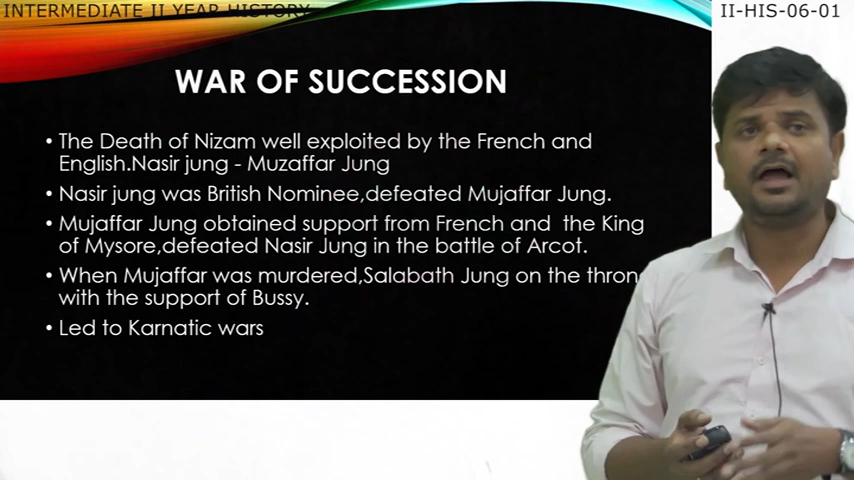 INTERMEDIATE II YEAR HISTORY
II-HIS-06-01
WAR OF SUCCESSION
• The Death of Nizam well exploited by the French and
English.Nasir jung - Muzaffar Jung
• Nasir jung was British Nominee,defeated Mujaffar Jung.
• Mujaffar Jung obtained support from French and the King
of Mysore,defeated Nasir Jung in the battle of Arcot.
• When Mujaffar was murdered,Salabath Jung on the thron
with the support of Bussy.
• Led to Karnatic wars